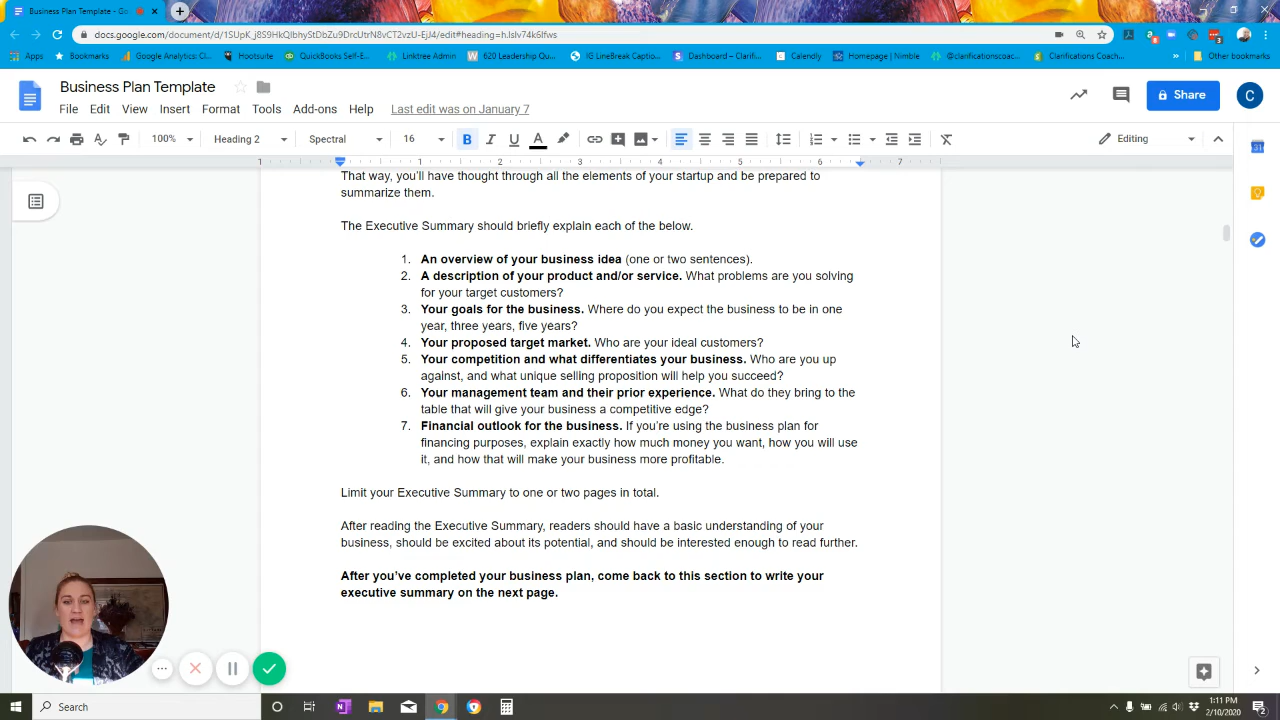 Business Plan Template - Go
docs.google.com/document/d/1SUpK_j8S9HkQIbhyStDbZu9DrcUtrN8vCT2vzU-EjJ4/edit#heading=h.lslv74k6lfws
Apps Bookmarks Google Analytics: Cl... Hootsuite QuickBooks Self-E... Linktree Admin 620 Leadership Qu... IG LineBreak Captio... Dashboard – Clarifi... Calendly Homepage | Nimble @clarificationscoac... Clarifications Coach... » Other bookmarks
Business Plan Template
File Edit View Insert Format Tools Add-ons Help Last edit was on January 7
Share
C
100% Heading 2 Spectral 16 B I U A Editing
1 1 2 3 4 5 6 7
That way, you’ll have thought through all the elements of your startup and be prepared to
summarize them.
The Executive Summary should briefly explain each of the below.
1. An overview of your business idea (one or two sentences).
2. A description of your product and/or service. What problems are you solving
for your target customers?
3. Your goals for the business. Where do you expect the business to be in one
year, three years, five years?
4. Your proposed target market. Who are your ideal customers?
5. Your competition and what differentiates your business. Who are you up
against, and what unique selling proposition will help you succeed?
6. Your management team and their prior experience. What do they bring to the
table that will give your business a competitive edge?
7. Financial outlook for the business. If you’re using the business plan for
financing purposes, explain exactly how much money you want, how you will use
it, and how that will make your business more profitable.
Limit your Executive Summary to one or two pages in total.
After reading the Executive Summary, readers should have a basic understanding of your
business, should be excited about its potential, and should be interested enough to read further.
After you’ve completed your business plan, come back to this section to write your
executive summary on the next page.
Search
1:11 PM
2/10/2020